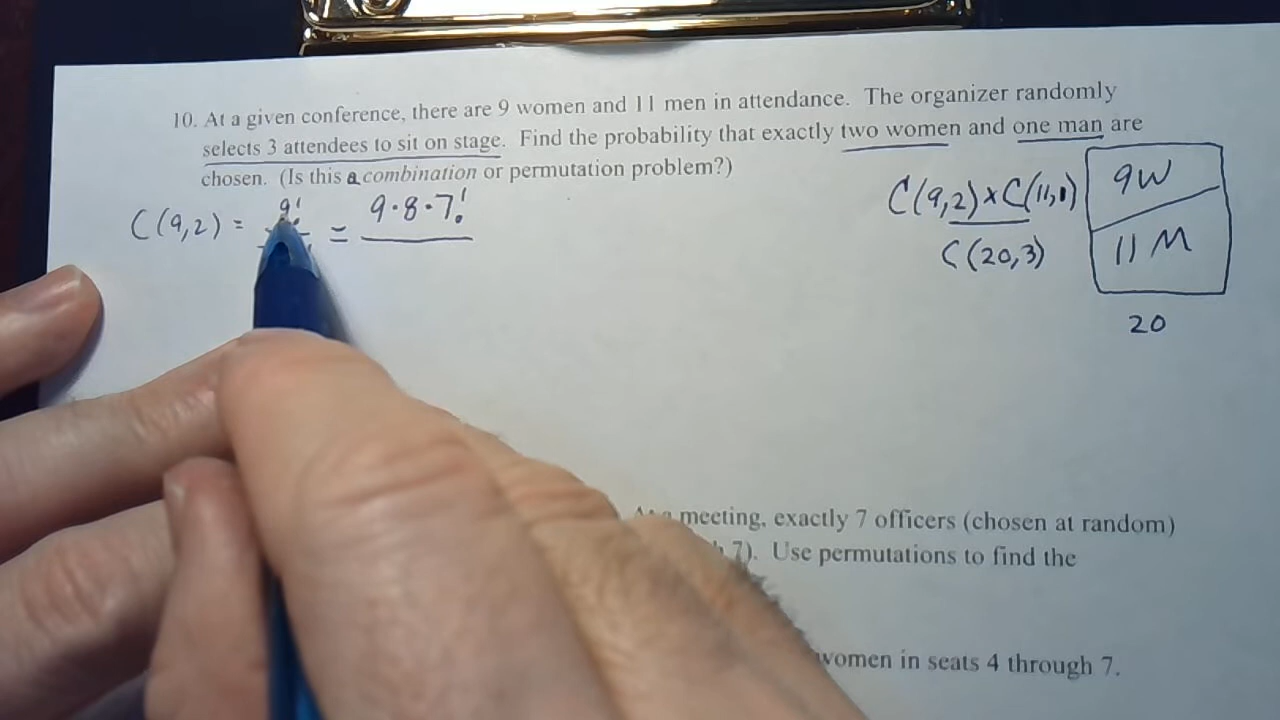 10. At a given conference, there are 9 women and 11 men in attendance. The organizer randomly
selects 3 attendees to sit on stage. Find the probability that exactly two women and one man are
chosen. (Is this a combination or permutation problem?)
C(9,2) = 9! = 9·8·7!
C(9,2)×C(11,1)
C(20,3)
9W
11 M
20
meeting, exactly 7 officers (chosen at random)
7). Use permutations to find the
women in seats 4 through 7.